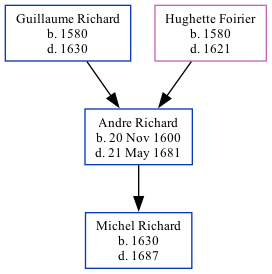 Guillaume Richard
b. 1580
d. 1630
Hughette Foirier
b. 1580
d. 1621
Andre Richard
b. 20 Nov 1600
d. 21 May 1681
Michel Richard
b. 1630
d. 1687